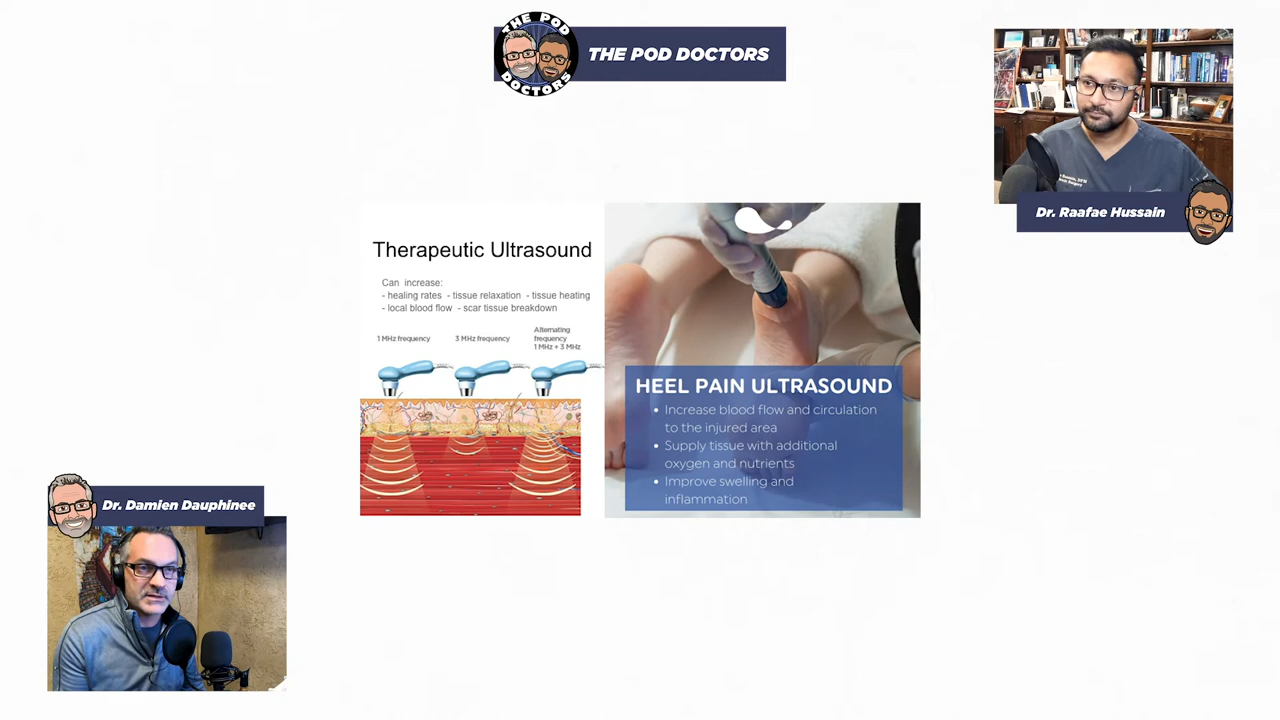 THE POD
DOCTORS
THE POD DOCTORS
Dr. Raafae Hussain
Therapeutic Ultrasound
Can increase:
- healing rates - tissue relaxation - tissue heating
- local blood flow - scar tissue breakdown
1 MHz frequency
3 MHz frequency
Alternating
frequency
1 MHz + 3 MHz
HEEL PAIN ULTRASOUND
• Increase blood flow and circulation
to the injured area
• Supply tissue with additional
oxygen and nutrients
• Improve swelling and
inflammation
Dr. Damien Dauphinee